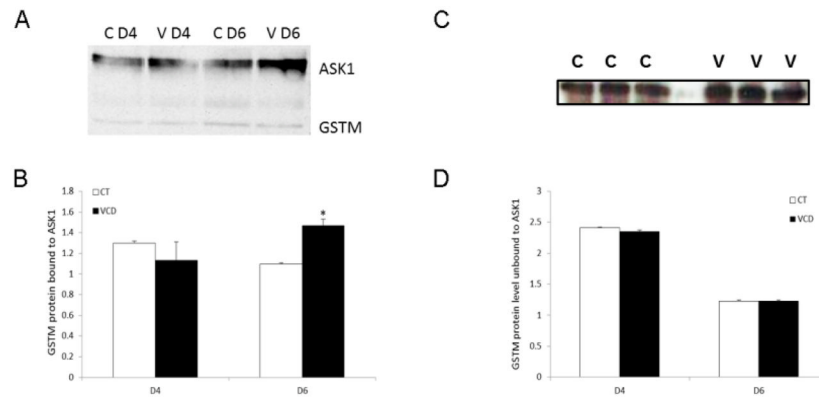 A
C D4 V D4 C D6 V D6
ASK1
GSTM
B
GSTM protein bound to ASK1
1.8
1.6
1.4
1.2
1
0.8
0.6
0.4
0.2
0
CT
VCD
*
D4 D6
C
C C C V V V
D
GSTM protein level unbound to ASK1
3
2.5
2
1.5
1
0.5
0
CT
VCD
D4 D6